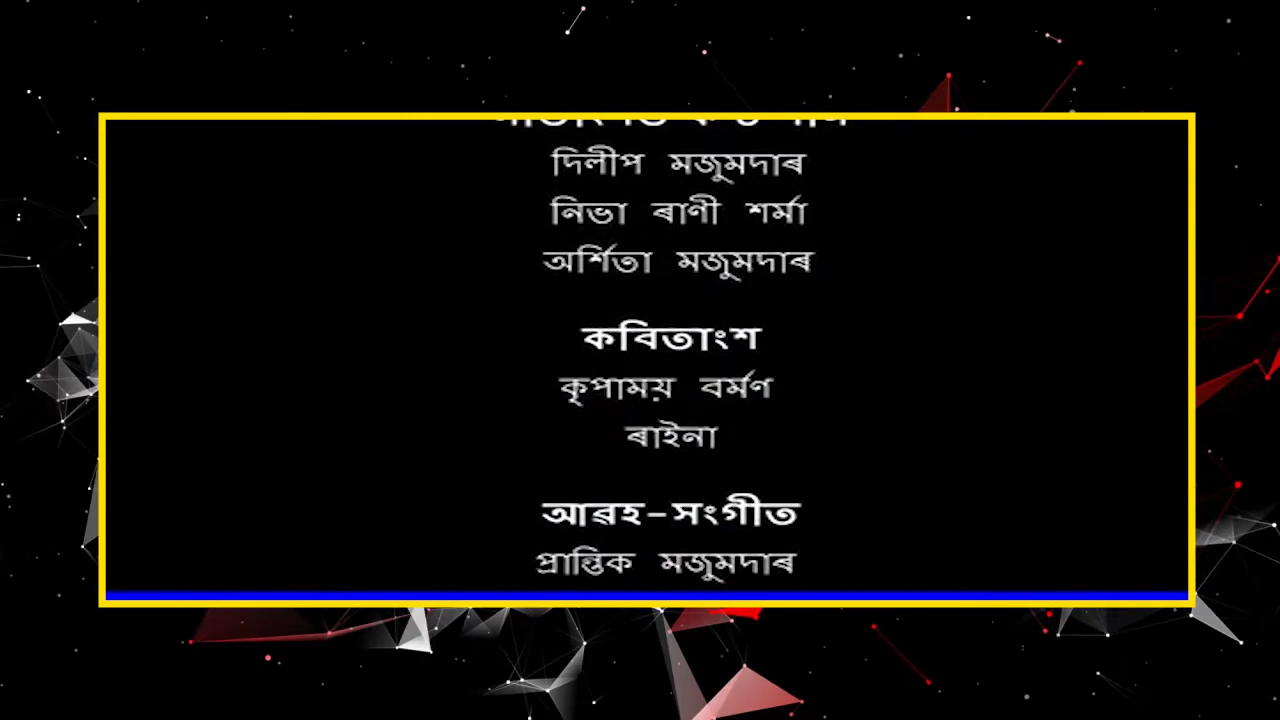 দিলীপ মজুমদাৰ
নিভা ৰাণী শৰ্মা
অৰ্শিতা মজুমদাৰ
কবিতাংশ
কৃপাময় বৰ্মণ
ৰাইনা
আৱহ-সংগীত
প্ৰান্তিক মজুমদাৰ